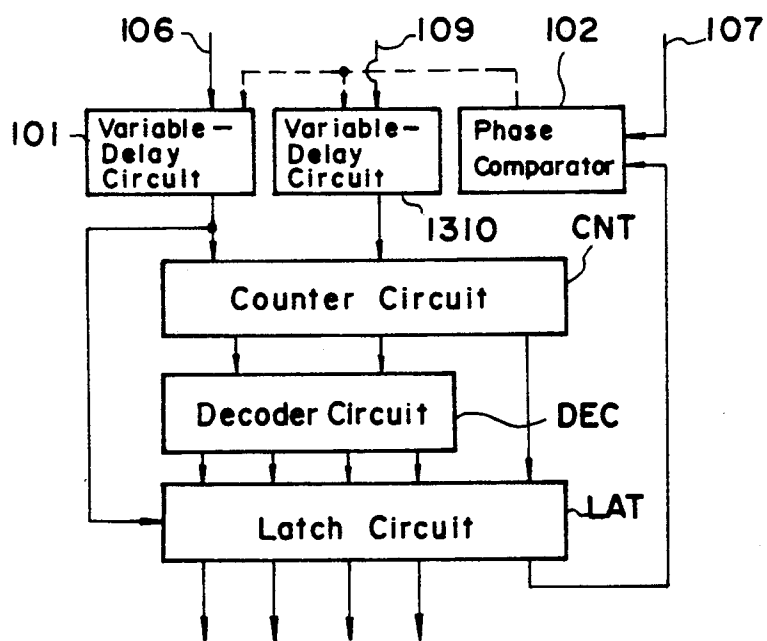 106
109
102
107
101
Variable-
Delay
Circuit
Variable-
Delay
Circuit
Phase
Comparator
1310
CNT
Counter Circuit
Decoder Circuit
DEC
Latch Circuit
LAT